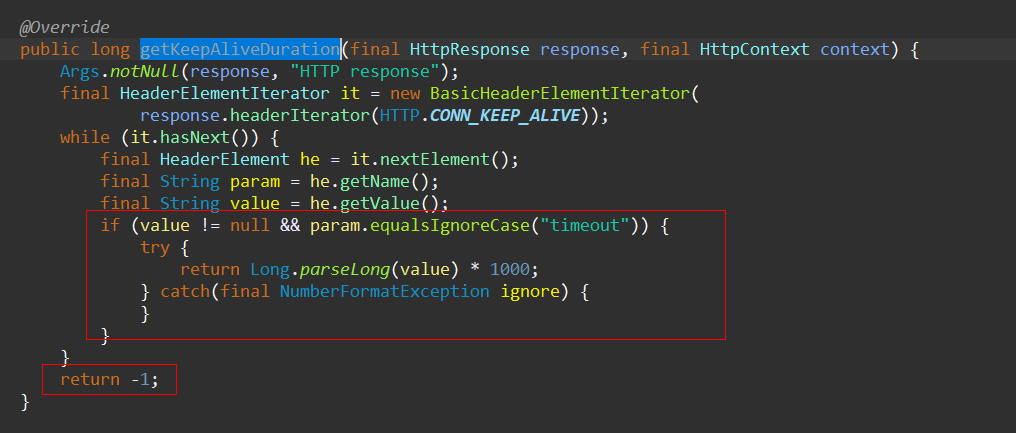 @Override
public long getKeepAliveDuration(final HttpResponse response, final HttpContext context) {
Args.notNull(response, "HTTP response");
final HeaderElementIterator it = new BasicHeaderElementIterator(
response.headerIterator(HTTP.CONN_KEEP_ALIVE));
while (it.hasNext()) {
final HeaderElement he = it.nextElement();
final String param = he.getName();
final String value = he.getValue();
if (value != null && param.equalsIgnoreCase("timeout")) {
try {
return Long.parseLong(value) * 1000;
} catch(final NumberFormatException ignore) {
}
}
}
return -1;
}